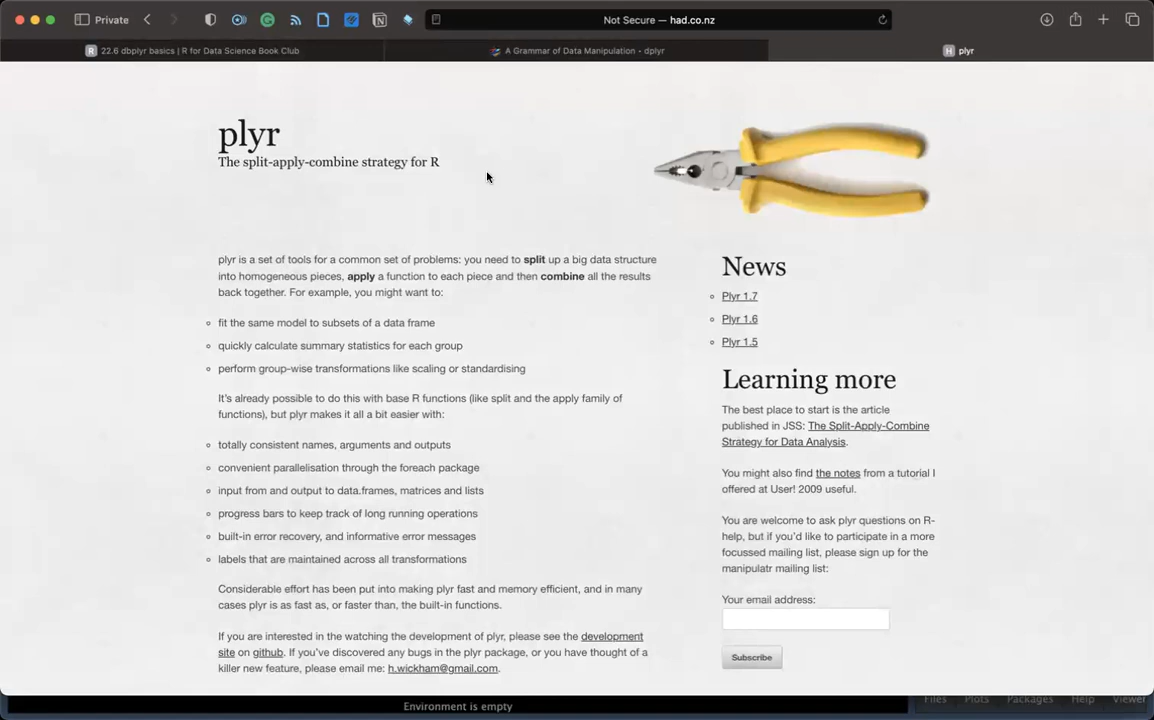 Private
Not Secure — had.co.nz
22.6 dbplyr basics | R for Data Science Book Club
A Grammar of Data Manipulation • dplyr
plyr
plyr
The split-apply-combine strategy for R
plyr is a set of tools for a common set of problems: you need to split up a big data structure
into homogeneous pieces, apply a function to each piece and then combine all the results
back together. For example, you might want to:
fit the same model to subsets of a data frame
quickly calculate summary statistics for each group
perform group-wise transformations like scaling or standardising
It's already possible to do this with base R functions (like split and the apply family of
functions), but plyr makes it all a bit easier with:
totally consistent names, arguments and outputs
convenient parallelisation through the foreach package
input from and output to data.frames, matrices and lists
progress bars to keep track of long running operations
built-in error recovery, and informative error messages
labels that are maintained across all transformations
Considerable effort has been put into making plyr fast and memory efficient, and in many
cases plyr is as fast as, or faster than, the built-in functions.
If you are interested in the watching the development of plyr, please see the development
site on github. If you've discovered any bugs in the plyr package, or you have thought of a
killer new feature, please email me: h.wickham@gmail.com.
News
Plyr 1.7
Plyr 1.6
Plyr 1.5
Learning more
The best place to start is the article
published in JSS: The Split-Apply-Combine
Strategy for Data Analysis.
You might also find the notes from a tutorial I
offered at User! 2009 useful.
You are welcome to ask plyr questions on R-
help, but if you'd like to participate in a more
focussed mailing list, please sign up for the
manipulatr mailing list:
Your email address:
Subscribe
Environment is empty
Files Plots Packages Help Viewer